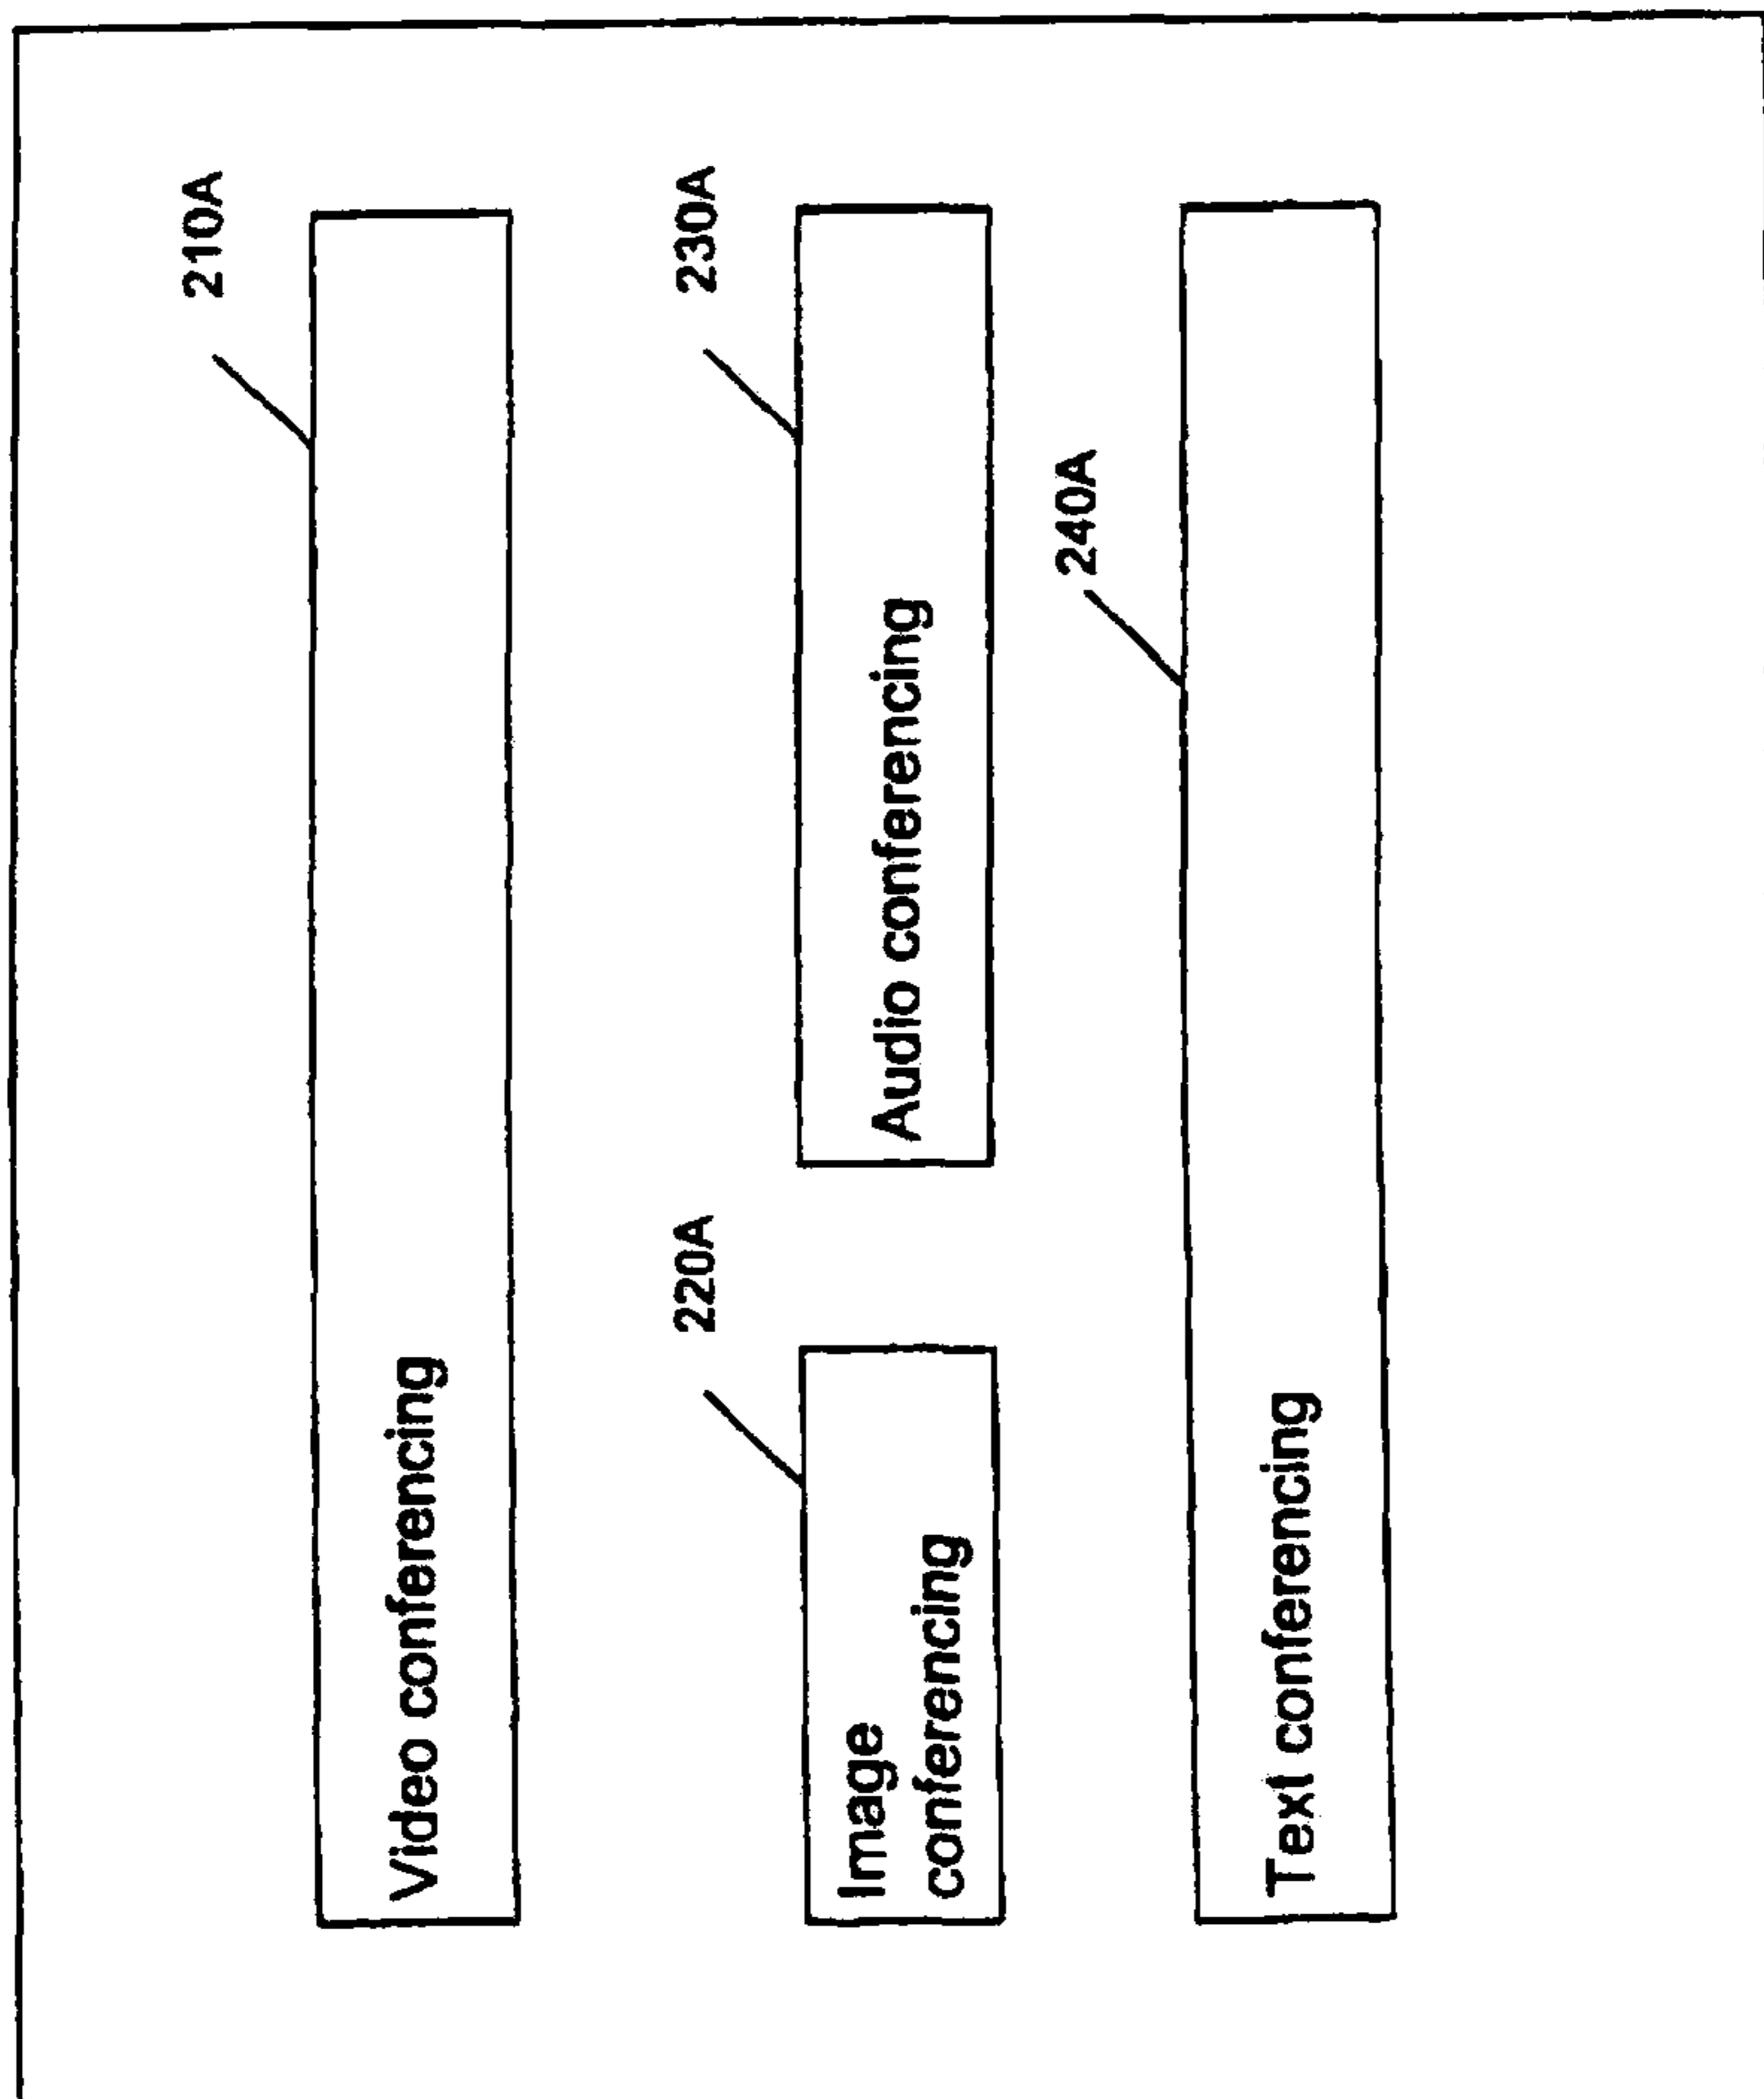 210A
Video conferencing
220A
230A
Image
conferencing
Audio conferencing
240A
Text conferencing